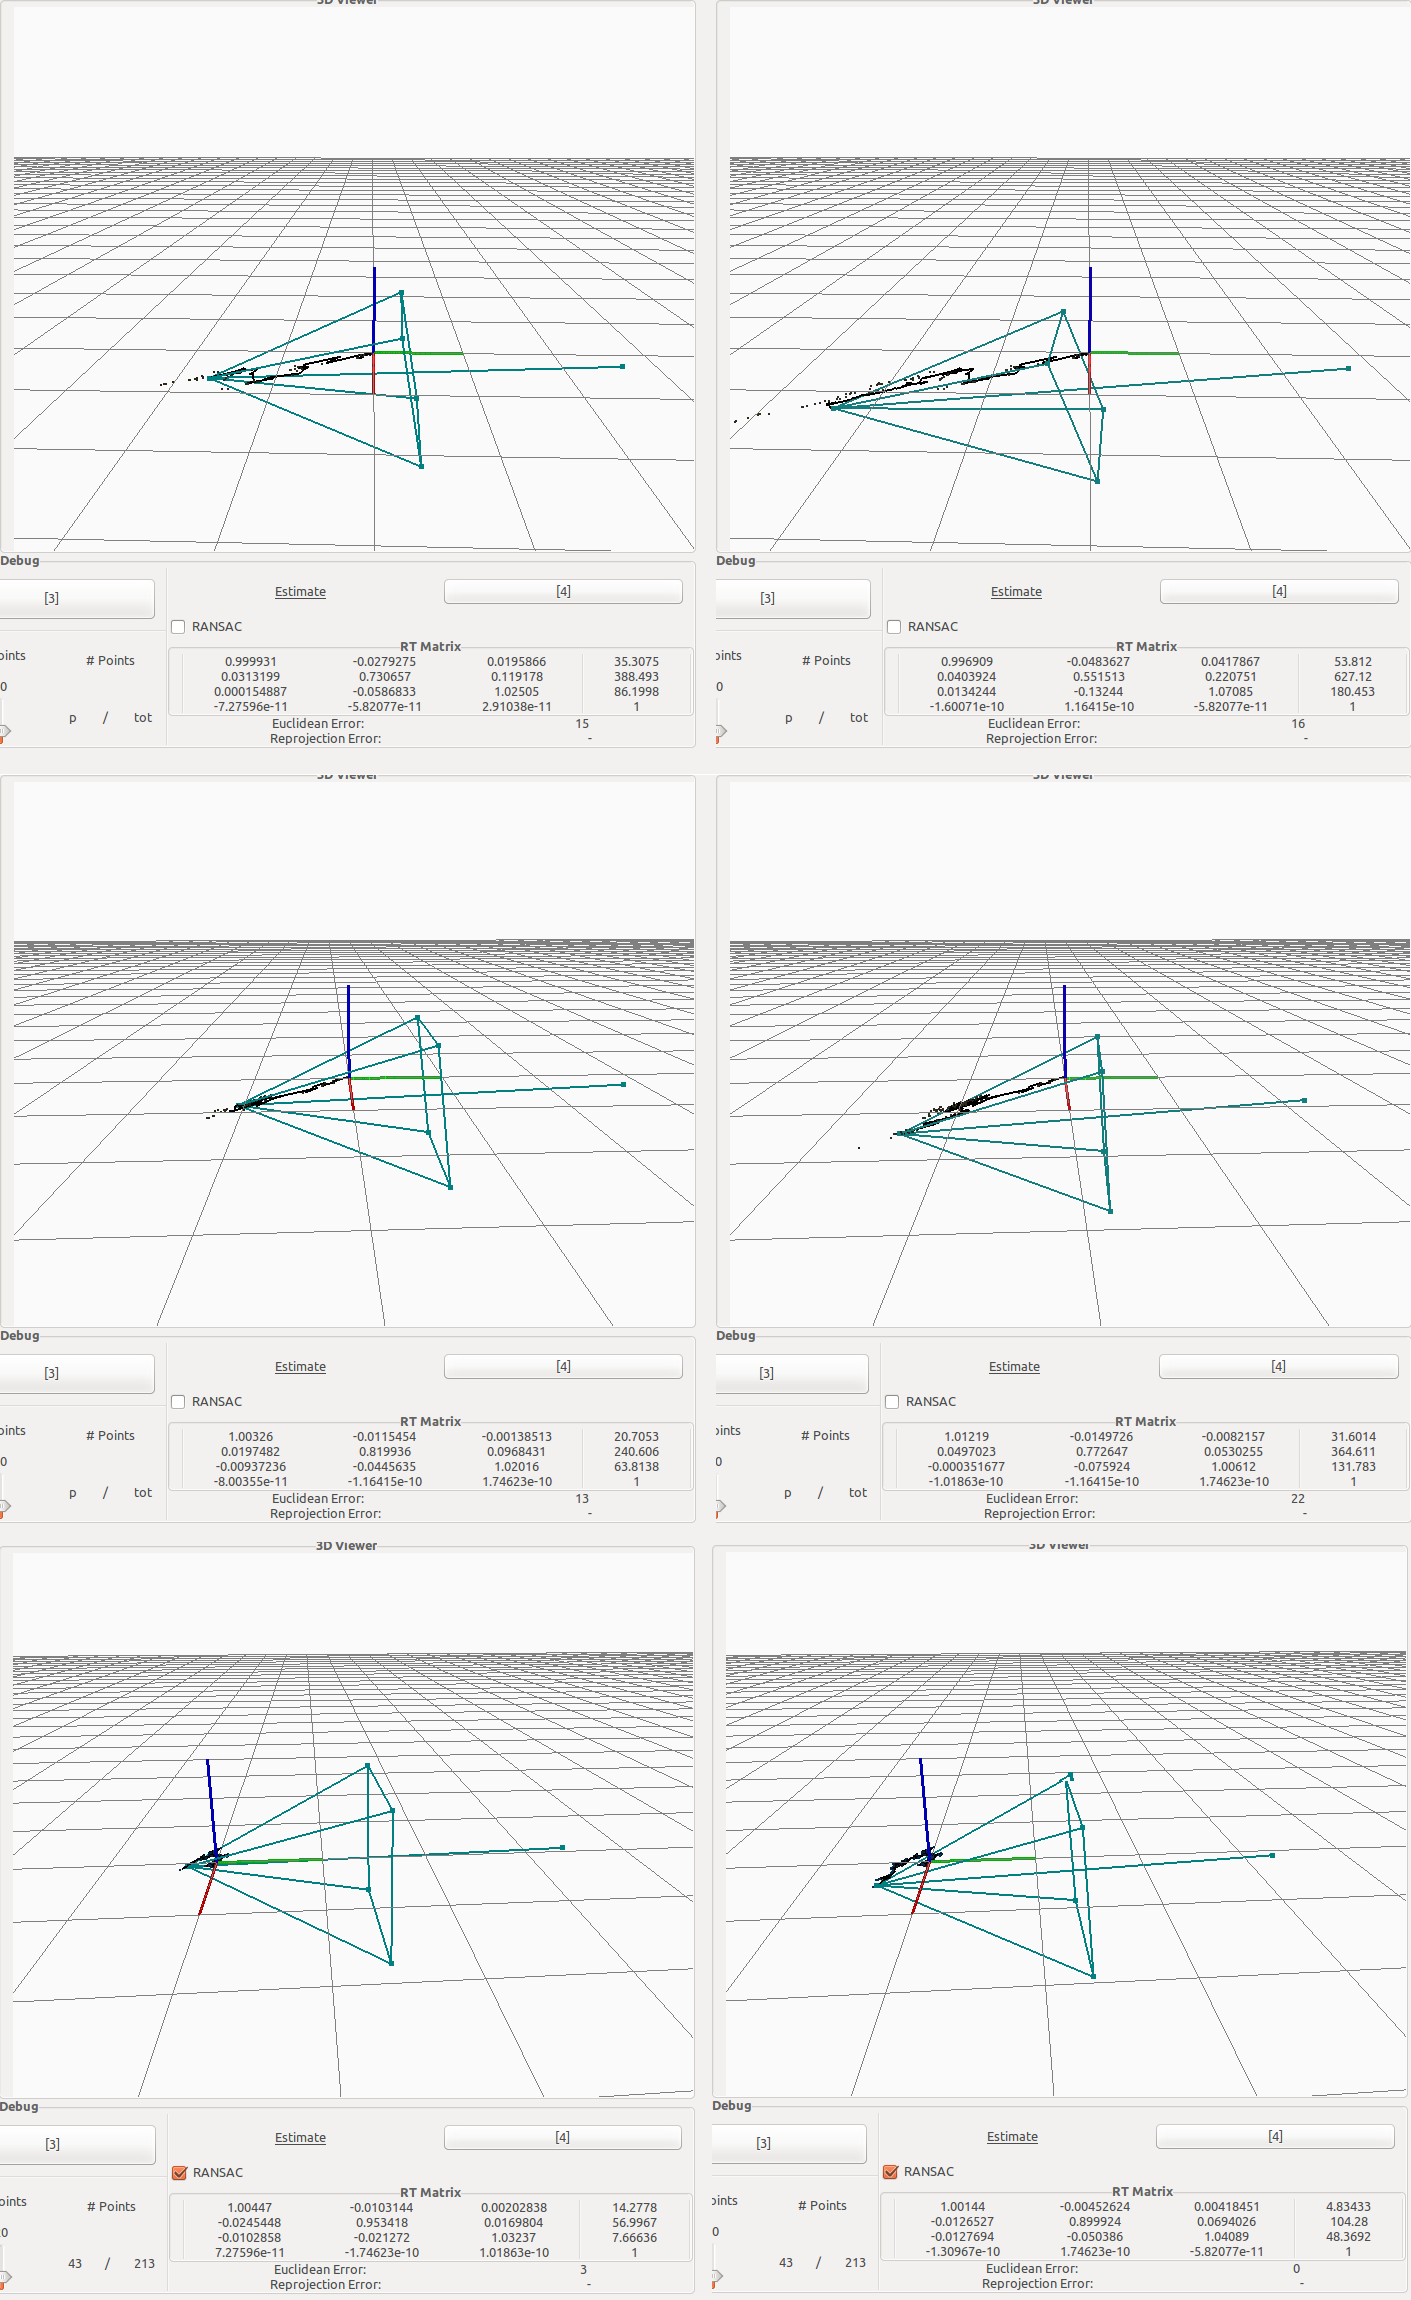 3D Viewer
3D Viewer
Debug
[3]
Estimate
[4]
RANSAC
RT Matrix
oints
# Points
0.999931 -0.0279275 0.0195866 35.3075
0.0313199 0.730657 0.119178 388.493
0
0.000154887 -0.0586833 1.02505 86.1998
-7.27596e-11 -5.82077e-11 2.91038e-11 1
p / tot
Euclidean Error: 15
Reprojection Error: -
Debug
[3]
Estimate
[4]
RANSAC
RT Matrix
oints
# Points
0.996909 -0.0483627 0.0417867 53.812
0.0403924 0.551513 0.220751 627.12
0
0.0134244 -0.13244 1.07085 180.453
-1.60071e-10 1.16415e-10 -5.82077e-11 1
p / tot
Euclidean Error: 16
Reprojection Error: -
3D Viewer
3D Viewer
Debug
[3]
Estimate
[4]
RANSAC
RT Matrix
oints
# Points
1.00326 -0.0115454 -0.00138513 20.7053
0.0197482 0.819936 0.0968431 240.606
0
-0.00937236 -0.0445635 1.02016 63.8138
-8.00355e-11 -1.16415e-10 1.74623e-10 1
p / tot
Euclidean Error: 13
Reprojection Error: -
Debug
[3]
Estimate
[4]
RANSAC
RT Matrix
oints
# Points
1.01219 -0.0149726 -0.0082157 31.6014
0.0497023 0.772647 0.0530255 364.611
0
-0.000351677 -0.075924 1.00612 131.783
-1.01863e-10 -1.16415e-10 1.74623e-10 1
p / tot
Euclidean Error: 22
Reprojection Error: -
3D Viewer
3D Viewer
Debug
[3]
Estimate
[4]
RANSAC
RT Matrix
oints
# Points
1.00447 -0.0103144 0.00202838 14.2778
-0.0245448 0.953418 0.0169804 56.9967
0
-0.0102858 -0.021272 1.03237 7.66636
7.27596e-11 -1.74623e-10 1.01863e-10 1
43 / 213
Euclidean Error: 3
Reprojection Error: -
Debug
[3]
Estimate
[4]
RANSAC
RT Matrix
oints
# Points
1.00144 -0.00452624 0.00418451 4.83433
-0.0126527 0.899924 0.0694026 104.28
0
-0.0127694 -0.050386 1.04089 48.3692
-1.30967e-10 1.74623e-10 -5.82077e-11 1
43 / 213
Euclidean Error: 0
Reprojection Error: -